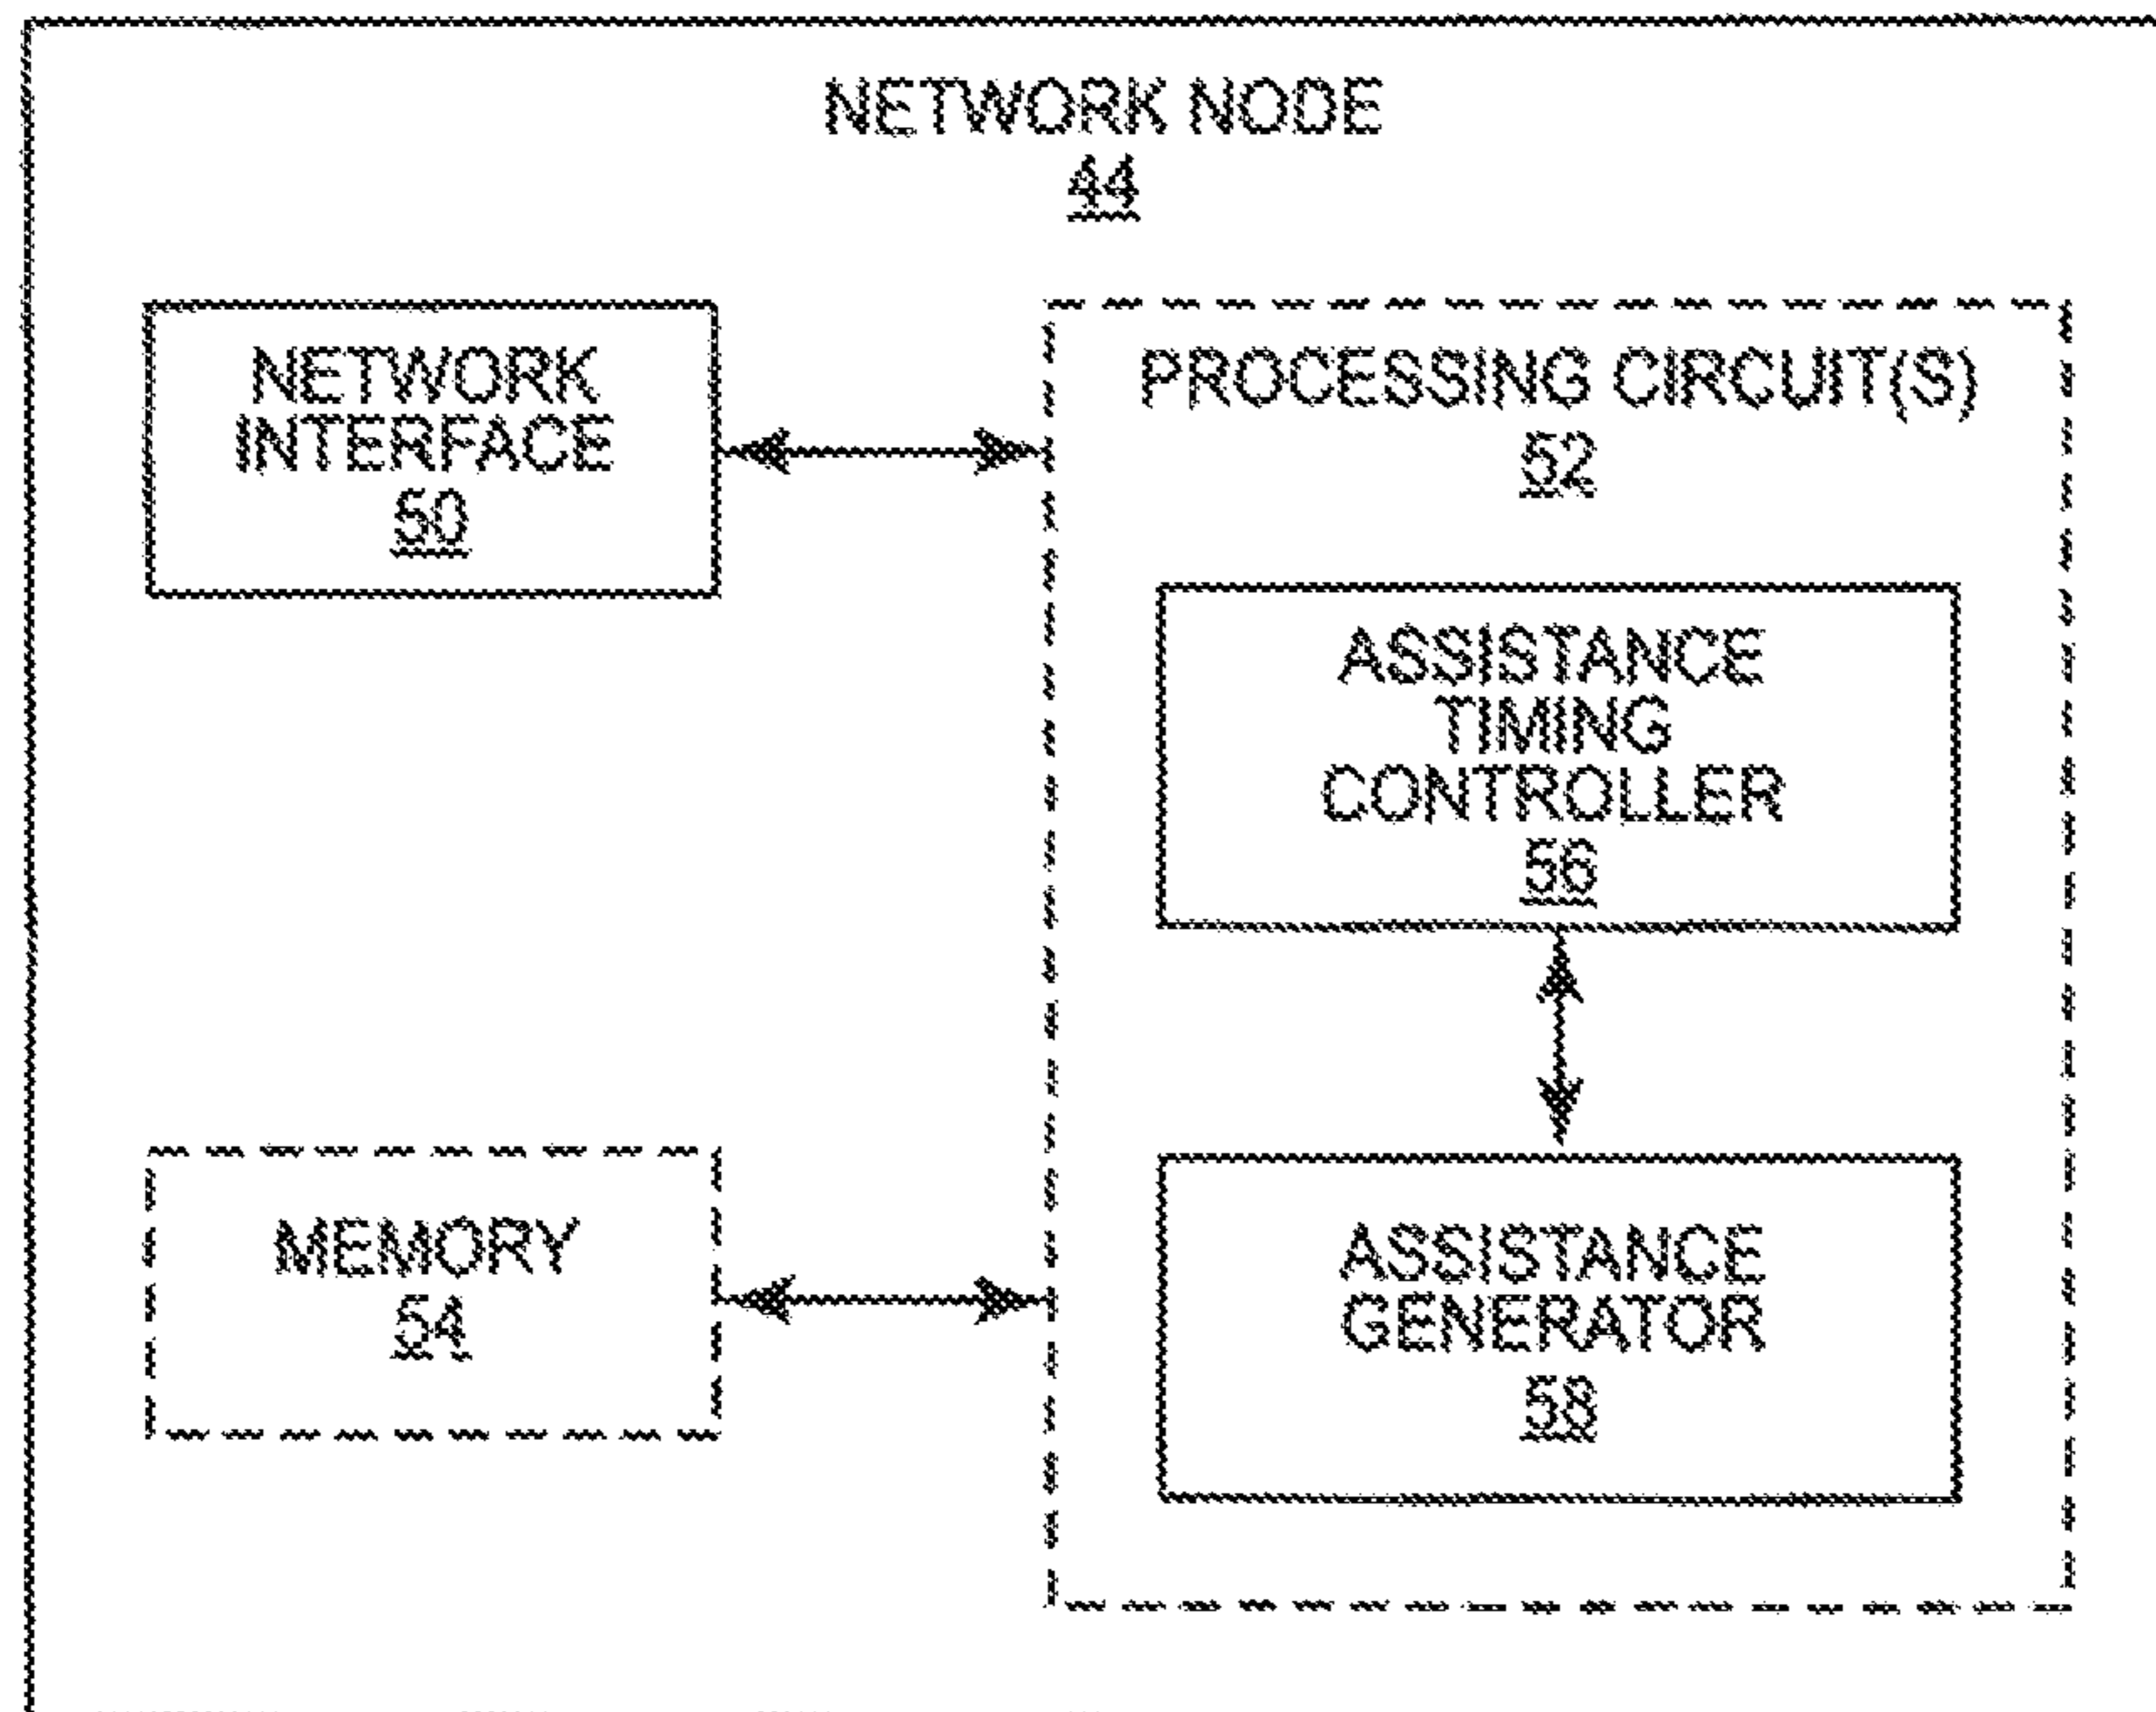 NETWORK NODE
44
NETWORK
INTERFACE
50
PROCESSING CIRCUIT(S)
52
ASSISTANCE
TIMING
CONTROLLER
56
MEMORY
54
ASSISTANCE
GENERATOR
58